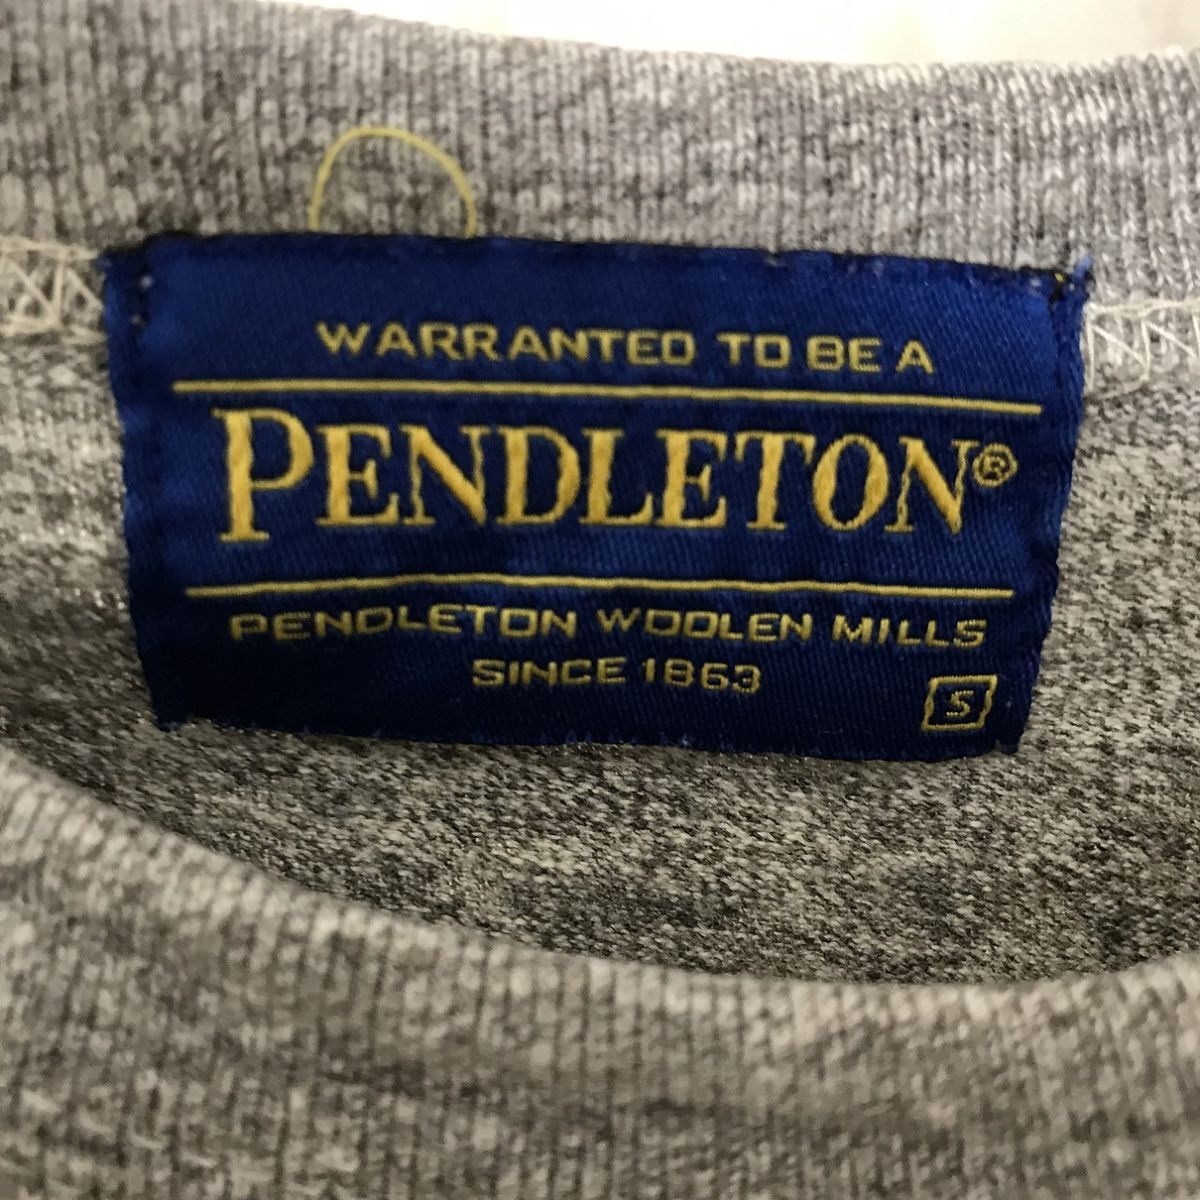 WARRANTED TO BE A
PENDLETON®
PENDLETON WOOLEN MILLS
SINCE 1863
S